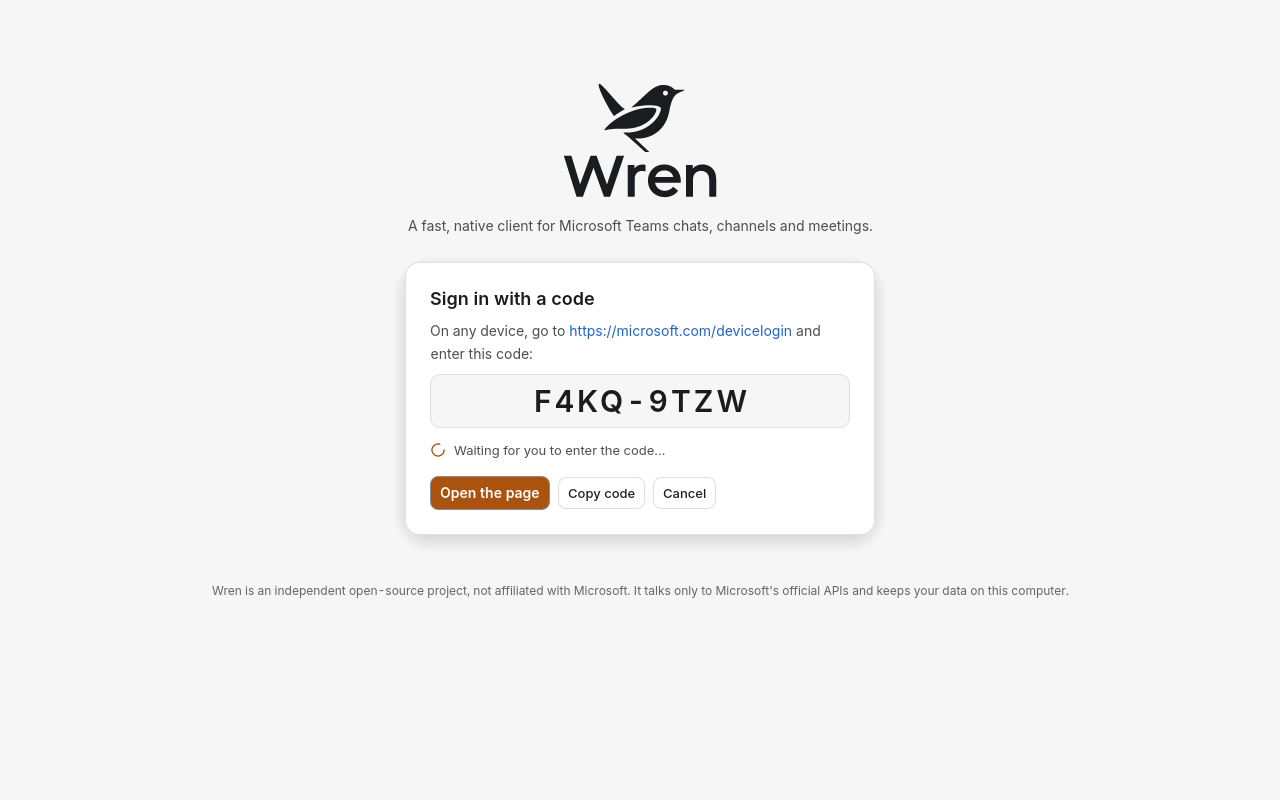 Wren
A fast, native client for Microsoft Teams chats, channels and meetings.
Sign in with a code
On any device, go to https://microsoft.com/devicelogin and
enter this code:
F4KQ-9TZW
Waiting for you to enter the code...
Open the page
Copy code
Cancel
Wren is an independent open-source project, not affiliated with Microsoft. It talks only to Microsoft's official APIs and keeps your data on this computer.